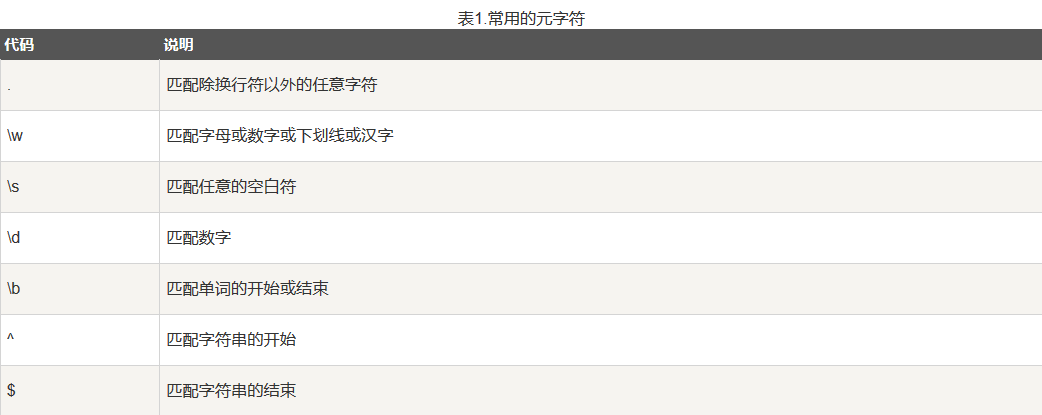 表1.常用的元字符
代码 说明
. 匹配除换行符以外的任意字符
\w 匹配字母或数字或下划线或汉字
\s 匹配任意的空白符
\d 匹配数字
\b 匹配单词的开始或结束
^ 匹配字符串的开始
$ 匹配字符串的结束